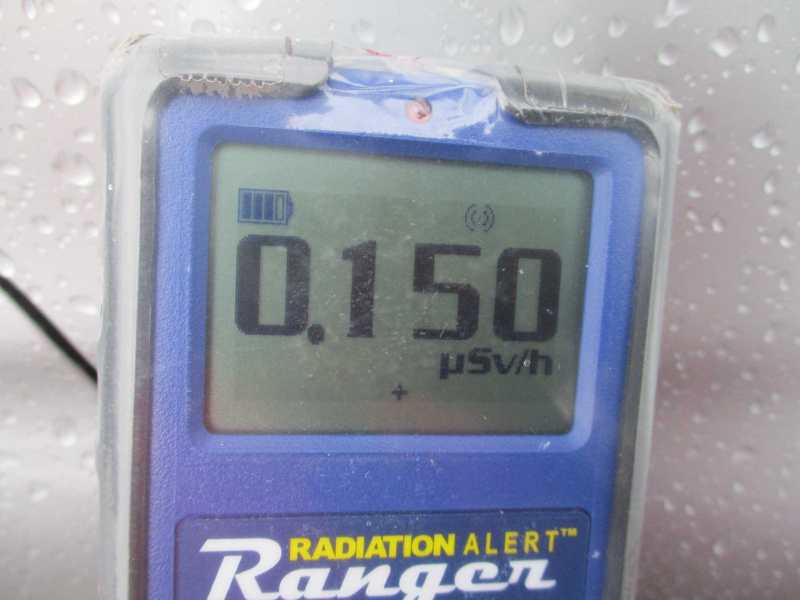 0.150
µSv/h
+
RADIATION ALERT™
Ranger